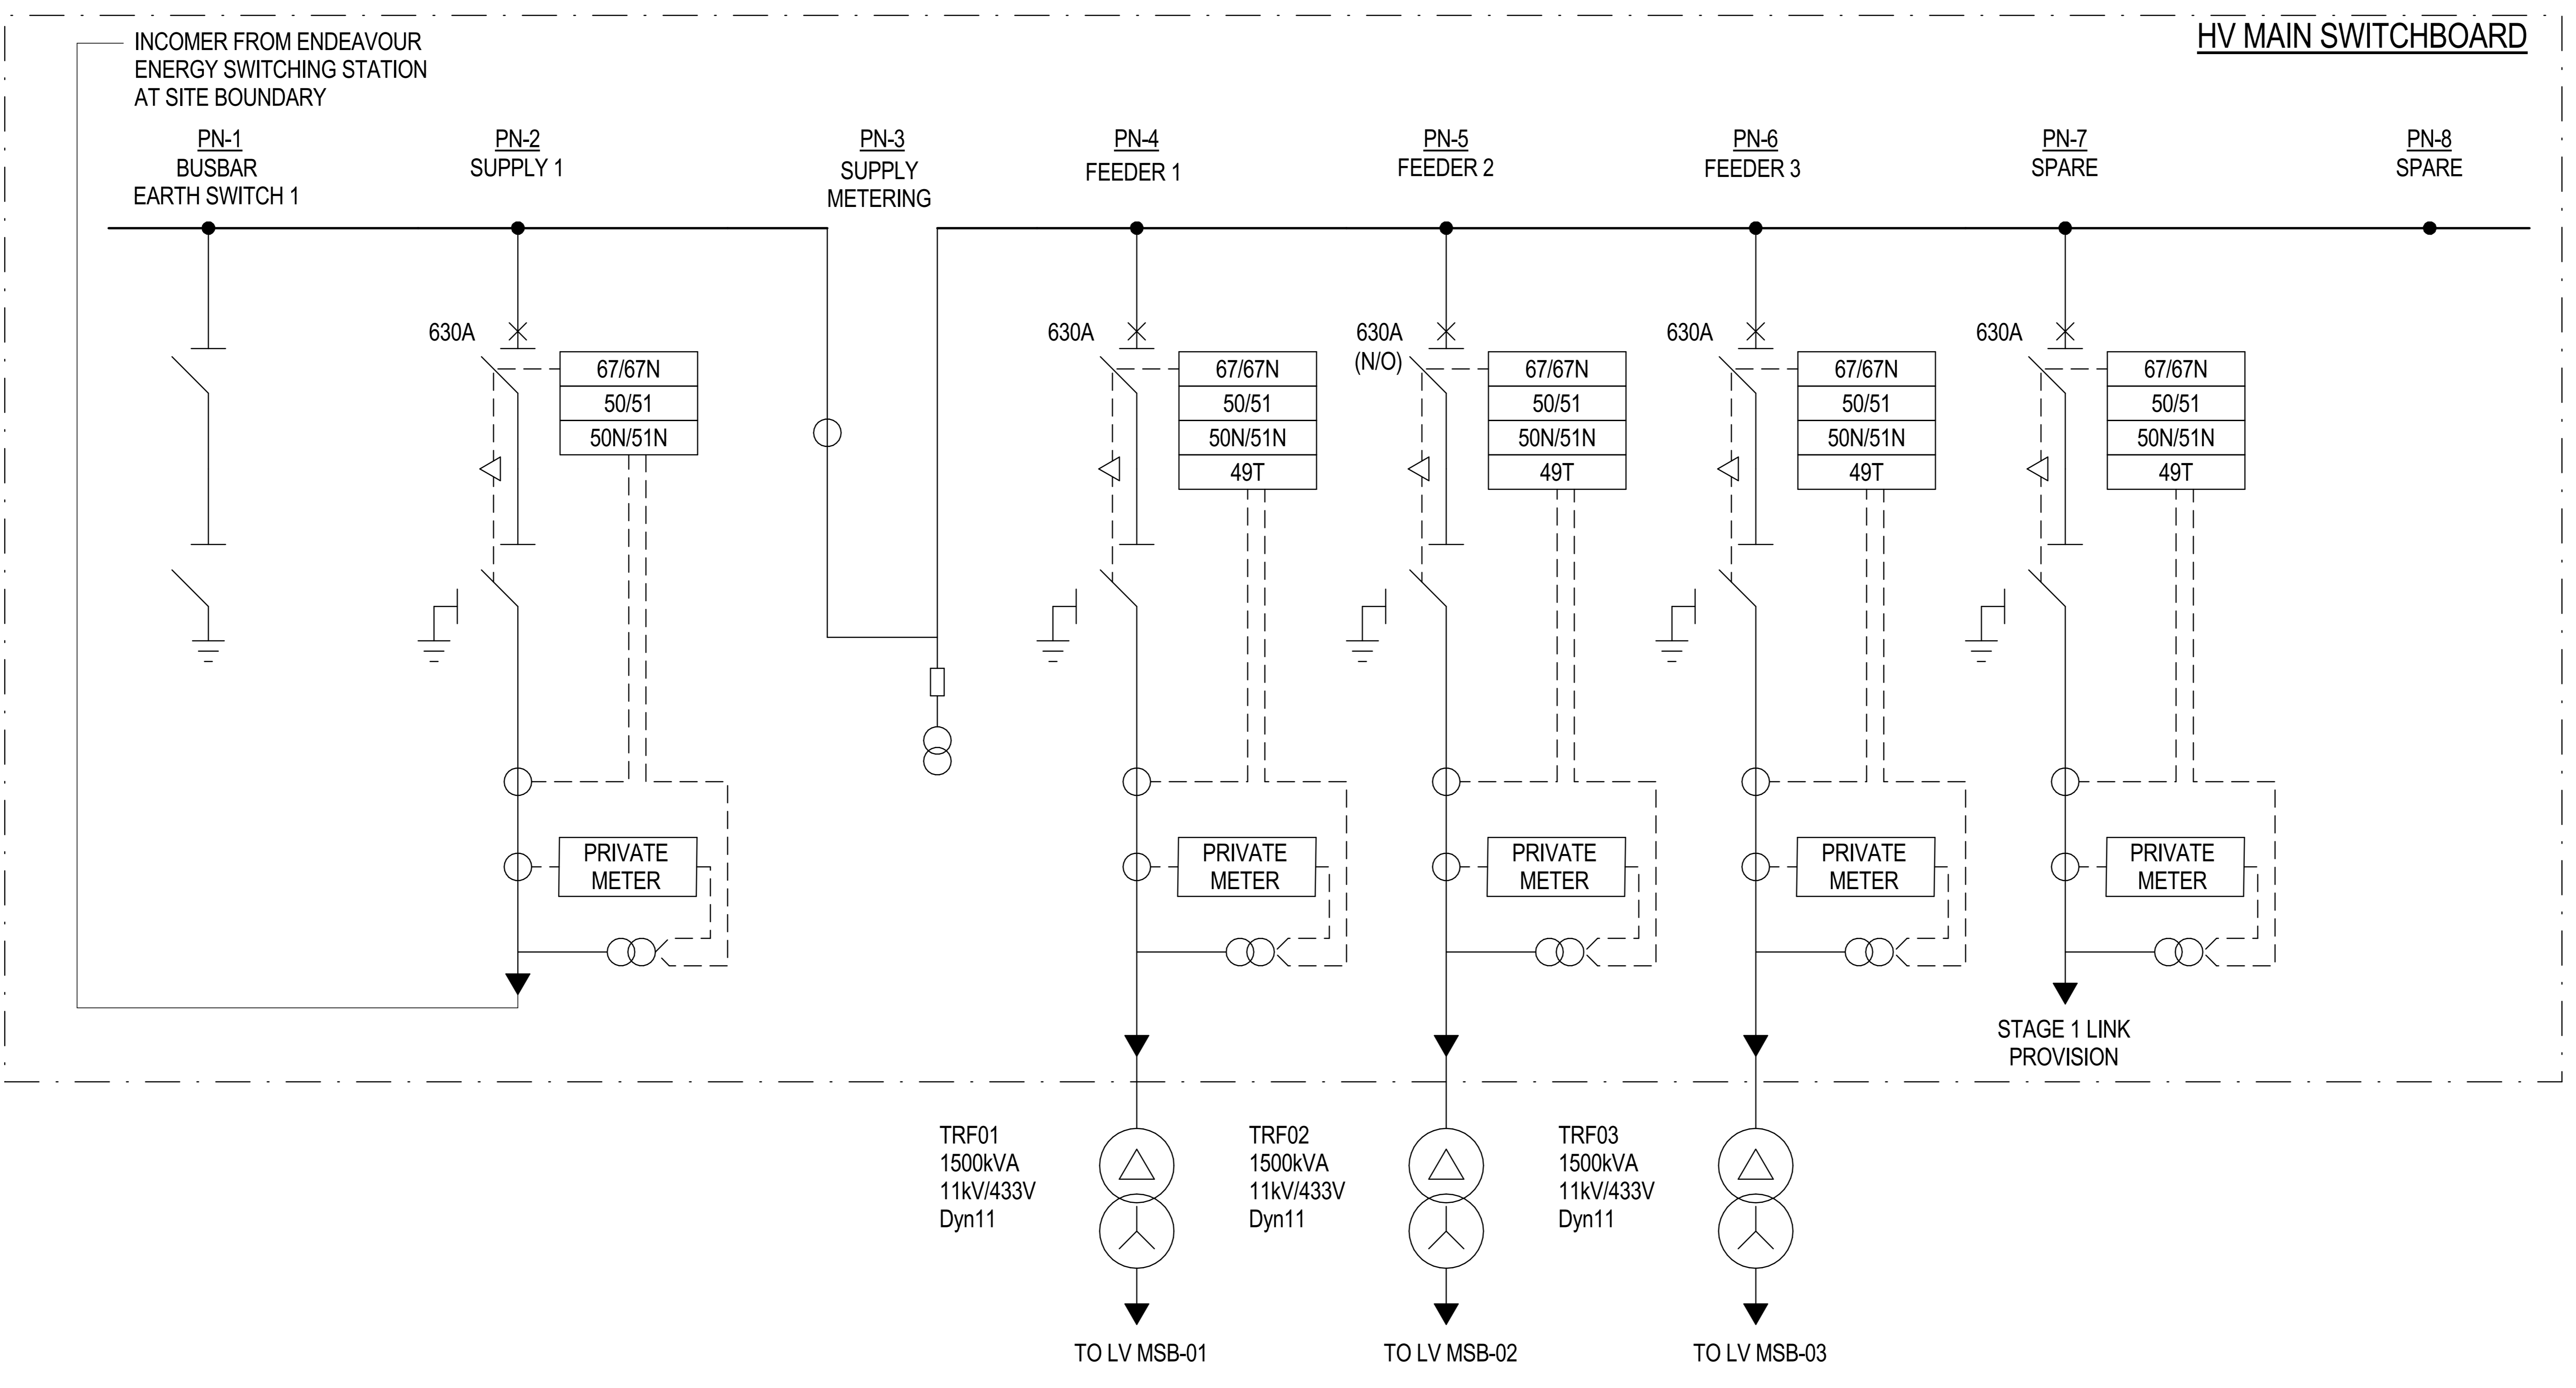 HV MAIN SWITCHBOARD
INCOMER FROM ENDEAVOUR
ENERGY SWITCHING STATION
AT SITE BOUNDARY
PN-1
BUSBAR
EARTH SWITCH 1
PN-2
SUPPLY 1
PN-3
SUPPLY
METERING
PN-4
FEEDER 1
PN-5
FEEDER 2
PN-6
FEEDER 3
PN-7
SPARE
PN-8
SPARE
630A
67/67N
50/51
50N/51N
PRIVATE
METER
630A
67/67N
50/51
50N/51N
49T
PRIVATE
METER
630A
(N/O)
67/67N
50/51
50N/51N
49T
PRIVATE
METER
630A
67/67N
50/51
50N/51N
49T
PRIVATE
METER
630A
67/67N
50/51
50N/51N
49T
PRIVATE
METER
STAGE 1 LINK
PROVISION
TRF01
1500kVA
11kV/433V
Dyn11
TRF02
1500kVA
11kV/433V
Dyn11
TRF03
1500kVA
11kV/433V
Dyn11
TO LV MSB-01
TO LV MSB-02
TO LV MSB-03